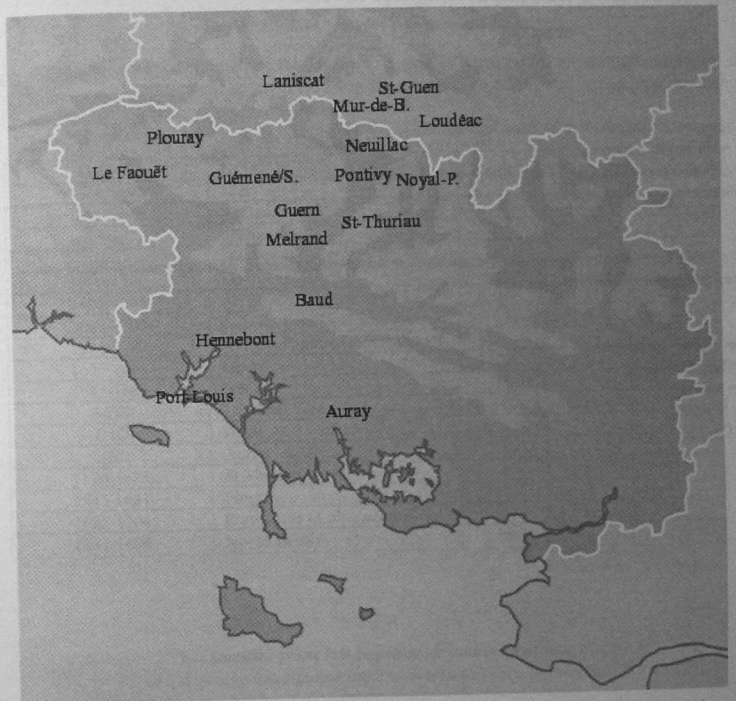 Laniscat
St-Guen
Mur-de-B.
Loudéac
Plouray
Neuillac
Le Faouët
Guémené/S.
Pontivy
Noyal-P.
Guern
St-Thuriau
Melrand
Baud
Hennebont
Port-Louis
Auray